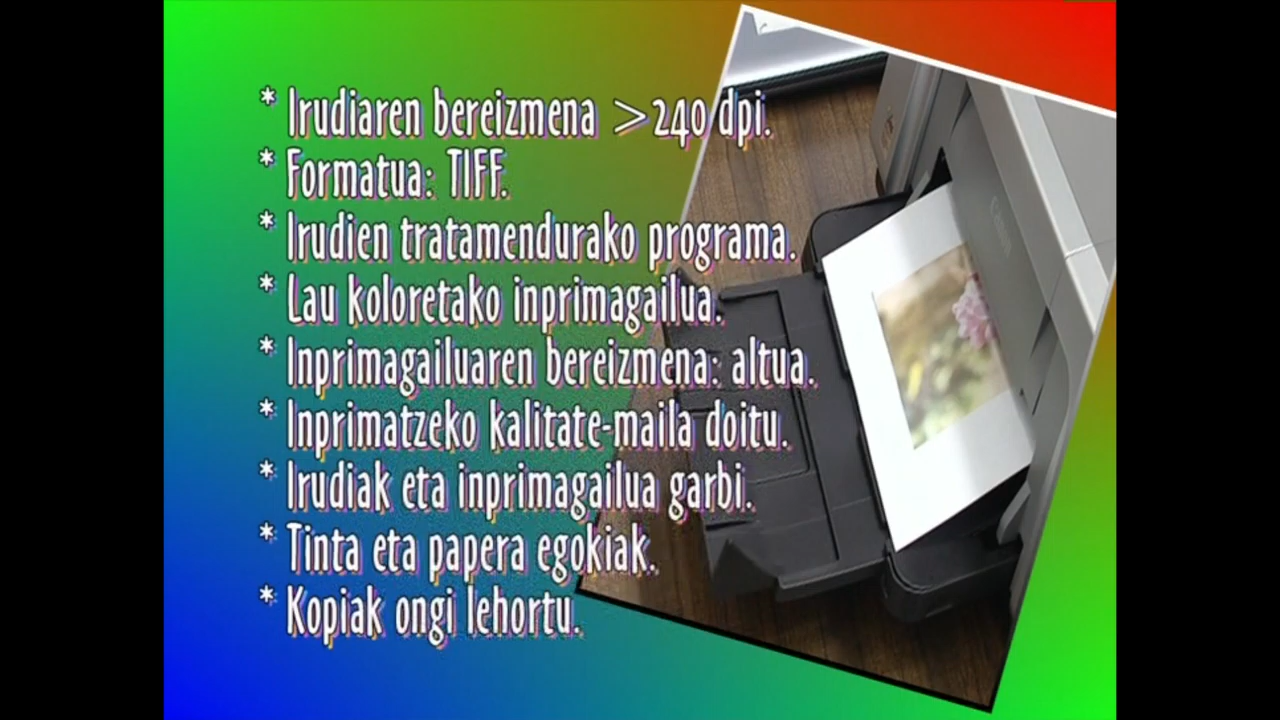 * Irudiaren bereizmena >240 dpi.
* Formatua: TIFF.
* Irudien tratamendurako programa.
* Lau koloretako inprimagailua.
* Inprimagailuaren bereizmena: altua.
* Inprimatzeko kalitate-maila doitu.
* Irudiak eta inprimagailua garbi.
* Tinta eta papera egokiak.
* Kopiak ongi lehortu.